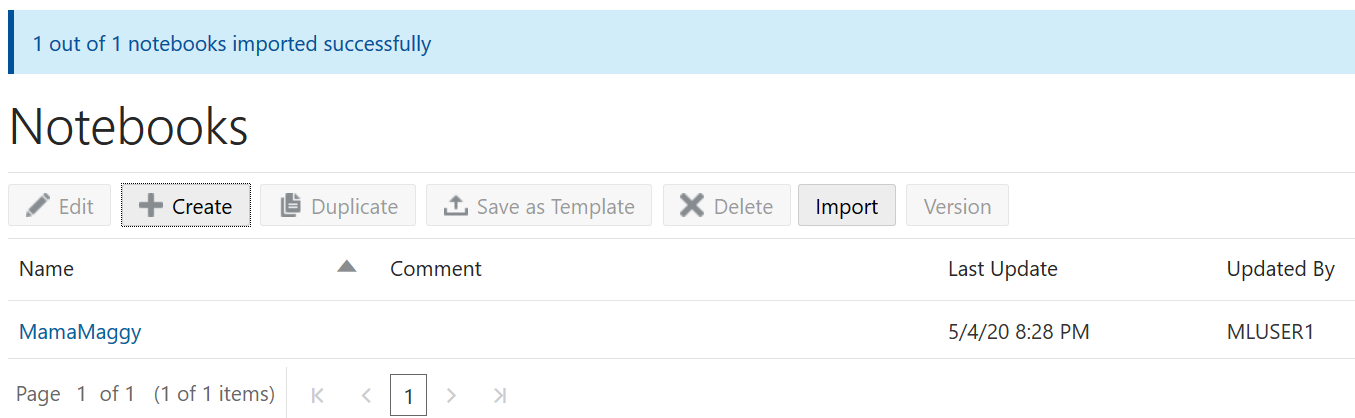 1 out of 1 notebooks imported successfully
Notebooks
Edit Create Duplicate Save as Template Delete Import Version
Name Comment Last Update Updated By
MamaMaggy 5/4/20 8:28 PM MLUSER1
Page 1 of 1 (1 of 1 items) 1